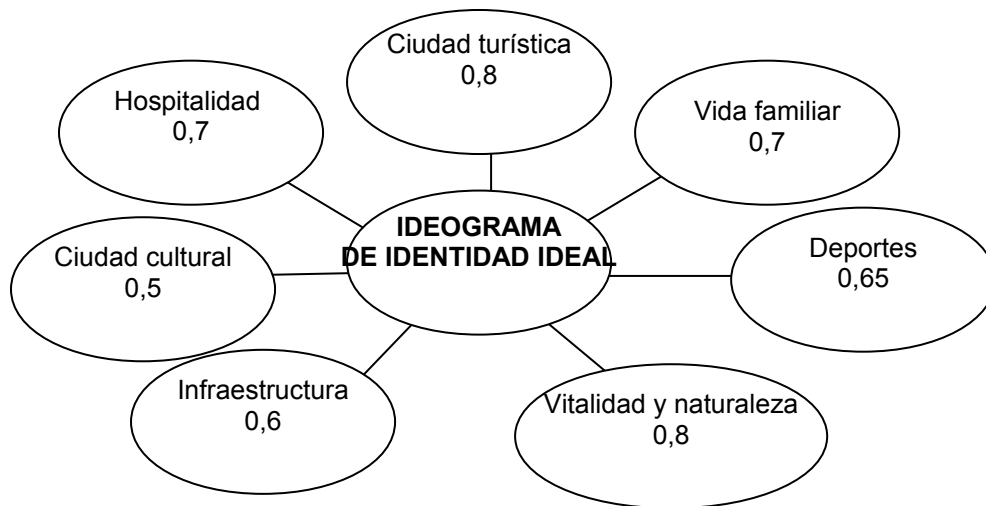 Ciudad turística
0,8
Hospitalidad
0,7
Vida familiar
0,7
IDEOGRAMA
DE IDENTIDAD IDEAL
Ciudad cultural
0,5
Deportes
0,65
Infraestructura
0,6
Vitalidad y naturaleza
0,8